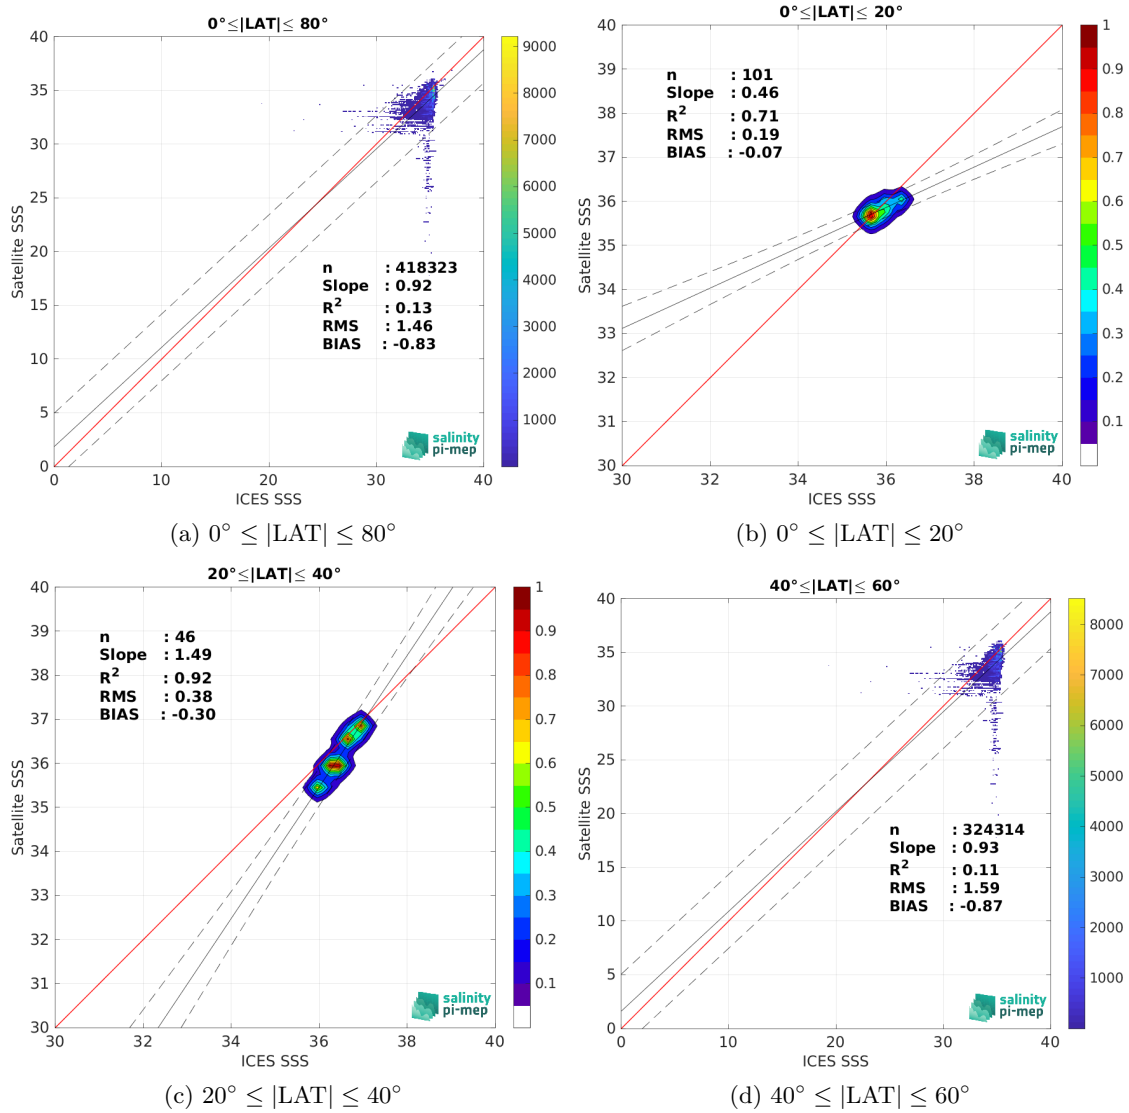 0°≤|LAT|≤ 80°
40
35
30
25
20
15
10
5
0
Satellite SSS
n : 418323
Slope : 0.92
R² : 0.13
RMS : 1.46
BIAS : -0.83
salinity
pi-mep
0 10 20 30 40
ICES SSS
9000
8000
7000
6000
5000
4000
3000
2000
1000
(a) 0° ≤ |LAT| ≤ 80°
0°≤|LAT|≤ 20°
40
39
38
37
36
35
34
33
32
31
30
Satellite SSS
n : 101
Slope : 0.46
R² : 0.71
RMS : 0.19
BIAS : -0.07
salinity
pi-mep
30 32 34 36 38 40
ICES SSS
1
0.9
0.8
0.7
0.6
0.5
0.4
0.3
0.2
0.1
(b) 0° ≤ |LAT| ≤ 20°
20°≤|LAT|≤ 40°
40
39
38
37
36
35
34
33
32
31
30
Satellite SSS
n : 46
Slope : 1.49
R² : 0.92
RMS : 0.38
BIAS : -0.30
salinity
pi-mep
30 32 34 36 38 40
ICES SSS
1
0.9
0.8
0.7
0.6
0.5
0.4
0.3
0.2
0.1
(c) 20° ≤ |LAT| ≤ 40°
40°≤|LAT|≤ 60°
40
35
30
25
20
15
10
5
0
Satellite SSS
n : 324314
Slope : 0.93
R² : 0.11
RMS : 1.59
BIAS : -0.87
salinity
pi-mep
0 10 20 30 40
ICES SSS
8000
7000
6000
5000
4000
3000
2000
1000
(d) 40° ≤ |LAT| ≤ 60°